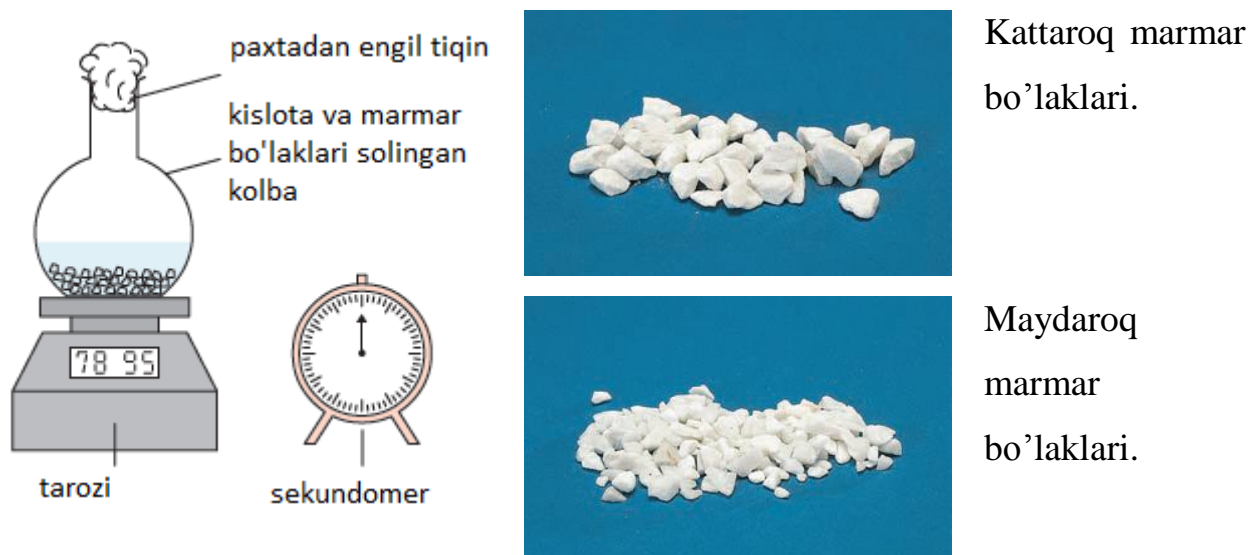 paxtadan engil tiqin
kislota va marmar
bo'laklari solingan
kolba
78 95
tarozi
sekundomer
Kattaroq marmar
bo’laklari.
Maydaroq
marmar
bo’laklari.